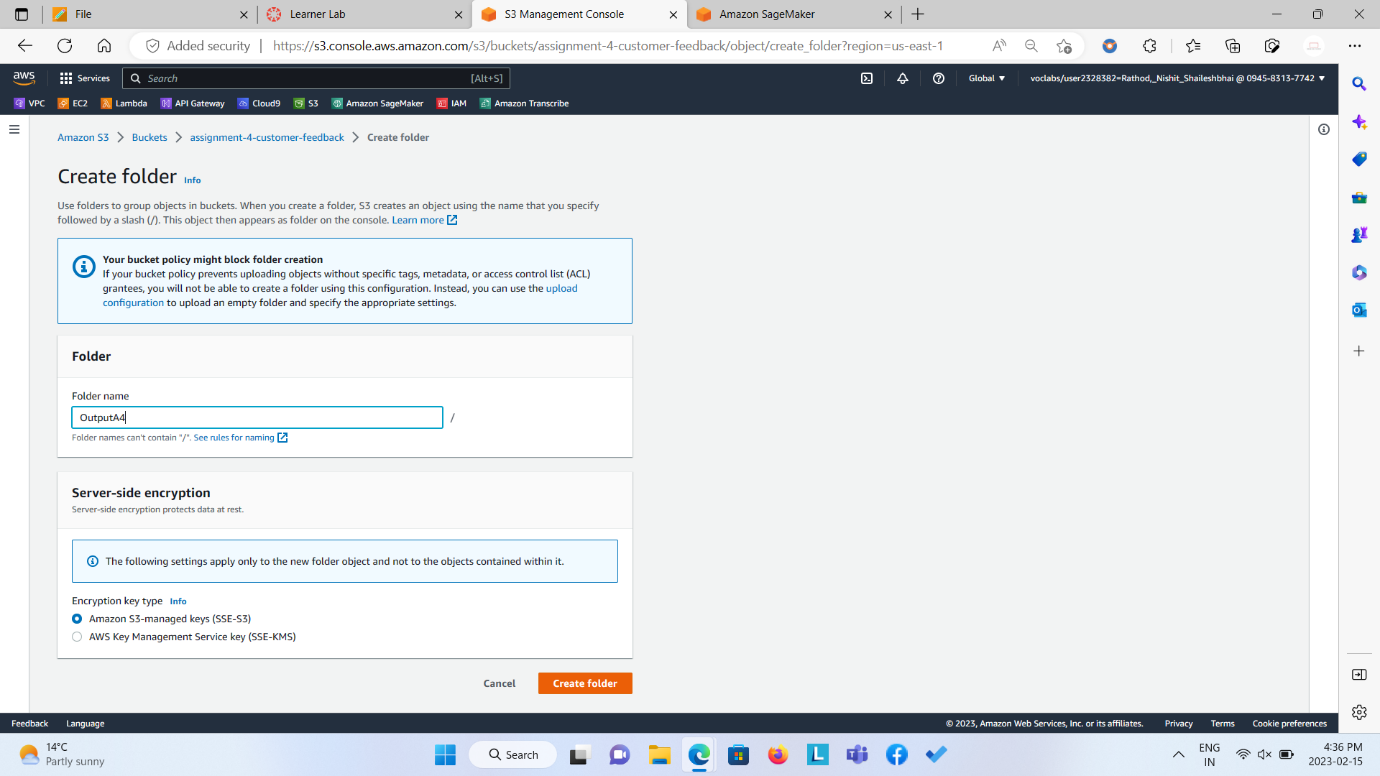 File
Learner Lab
S3 Management Console
Amazon SageMaker
Added security
https://s3.console.aws.amazon.com/s3/buckets/assignment-4-customer-feedback/object/create_folder?region=us-east-1
aws
Services
Search
[Alt+S]
Global
voclabs/user2328382=Rathod,_Nishit_Shaileshbhai @ 0945-8313-7742
VPC
EC2
Lambda
API Gateway
Cloud9
S3
Amazon SageMaker
IAM
Amazon Transcribe
Amazon S3
Buckets
assignment-4-customer-feedback
Create folder
Create folder Info
Use folders to group objects in buckets. When you create a folder, S3 creates an object using the name that you specify
followed by a slash (/). This object then appears as folder on the console. Learn more
Your bucket policy might block folder creation
If your bucket policy prevents uploading objects without specific tags, metadata, or access control list (ACL)
grantees, you will not be able to create a folder using this configuration. Instead, you can use the upload
configuration to upload an empty folder and specify the appropriate settings.
Folder
Folder name
OutputA4
/
Folder names can't contain "/". See rules for naming
Server-side encryption
Server-side encryption protects data at rest.
The following settings apply only to the new folder object and not to the objects contained within it.
Encryption key type Info
Amazon S3-managed keys (SSE-S3)
AWS Key Management Service key (SSE-KMS)
Cancel
Create folder
Feedback
Language
© 2023, Amazon Web Services, Inc. or its affiliates.
Privacy
Terms
Cookie preferences
14°C
Partly sunny
Search
ENG
IN
4:36 PM
2023-02-15